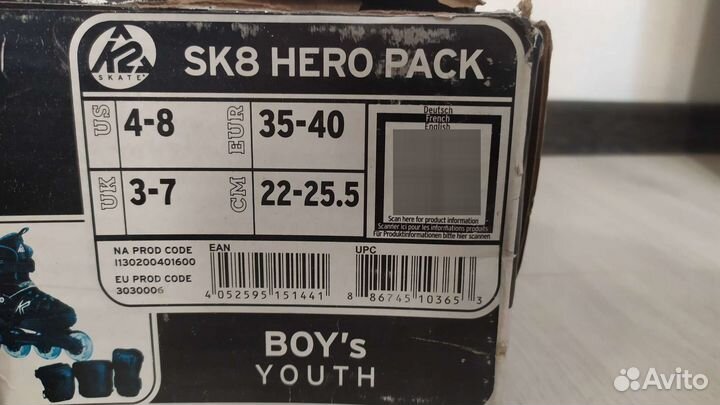 K2
SKATE
SK8 HERO PACK
US 4-8 EUR 35-40
UK 3-7 CM 22-25.5
Deutsch
French
English
Scan here for product information
Scanner ici pour les informations produits
Für Produktinformationen bitte hier scannen
NA PROD CODE
I130200401600
EU PROD CODE
3030006
EAN
4 052595 151441
UPC
8 86745 10365 3
BOY's
YOUTH
Avito